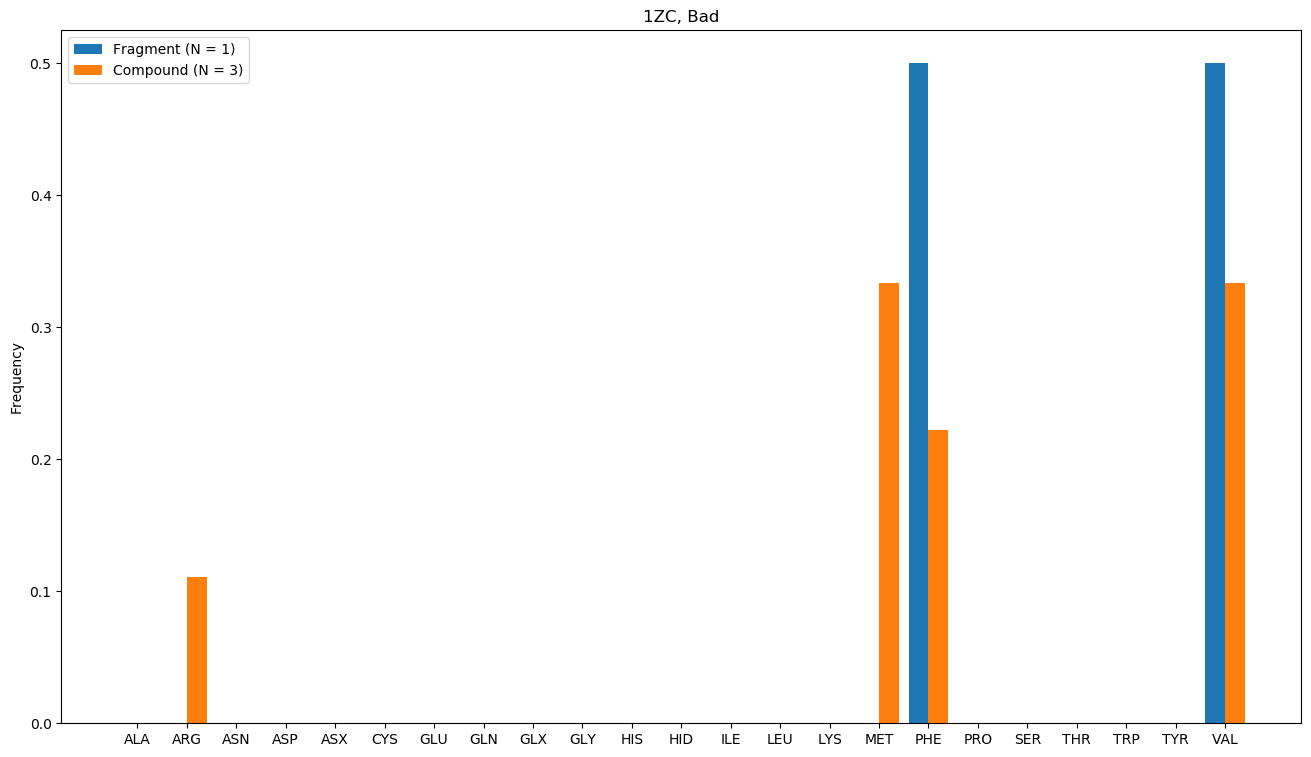 1ZC, Bad
Fragment (N = 1)
Compound (N = 3)
Frequency
0.5
0.4
0.3
0.2
0.1
0.0
ALA ARG ASN ASP ASX CYS GLU GLN GLX GLY HIS HID ILE LEU LYS MET PHE PRO SER THR TRP TYR VAL